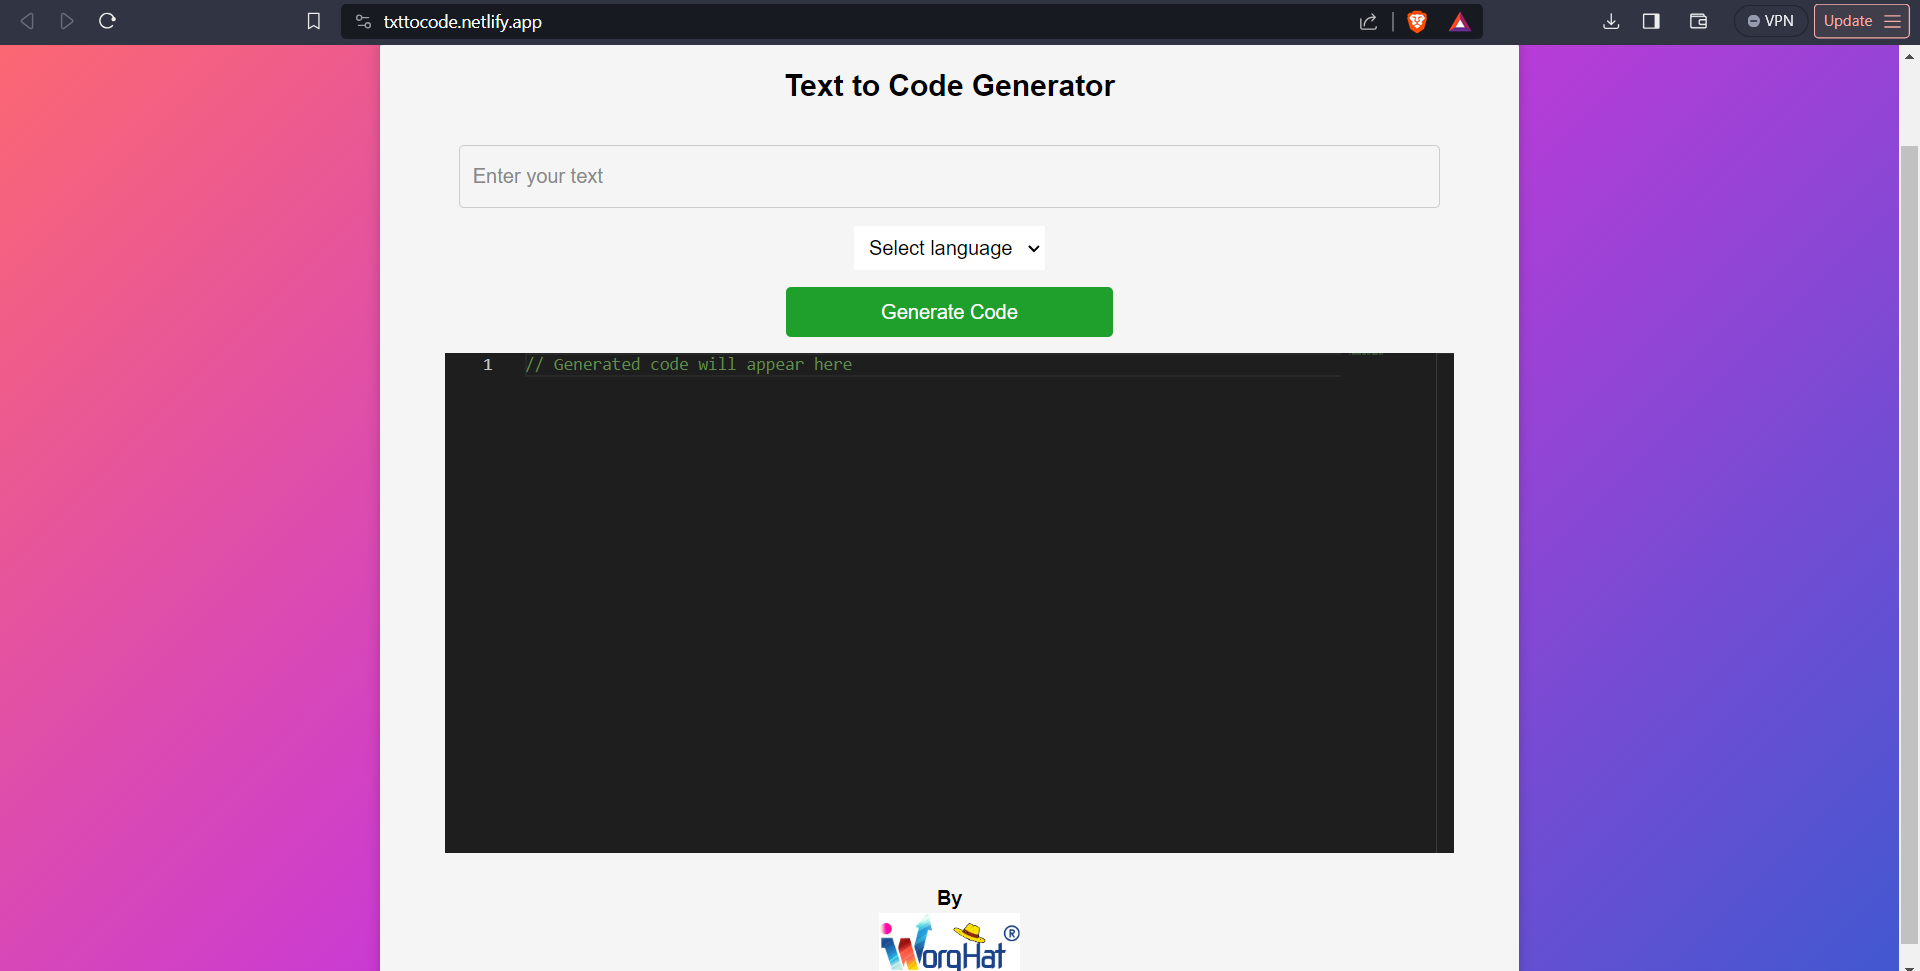 txttocode.netlify.app
VPN
Update
Text to Code Generator
Enter your text
Select language
Generate Code
1 // Generated code will appear here
By
iWorqHat®